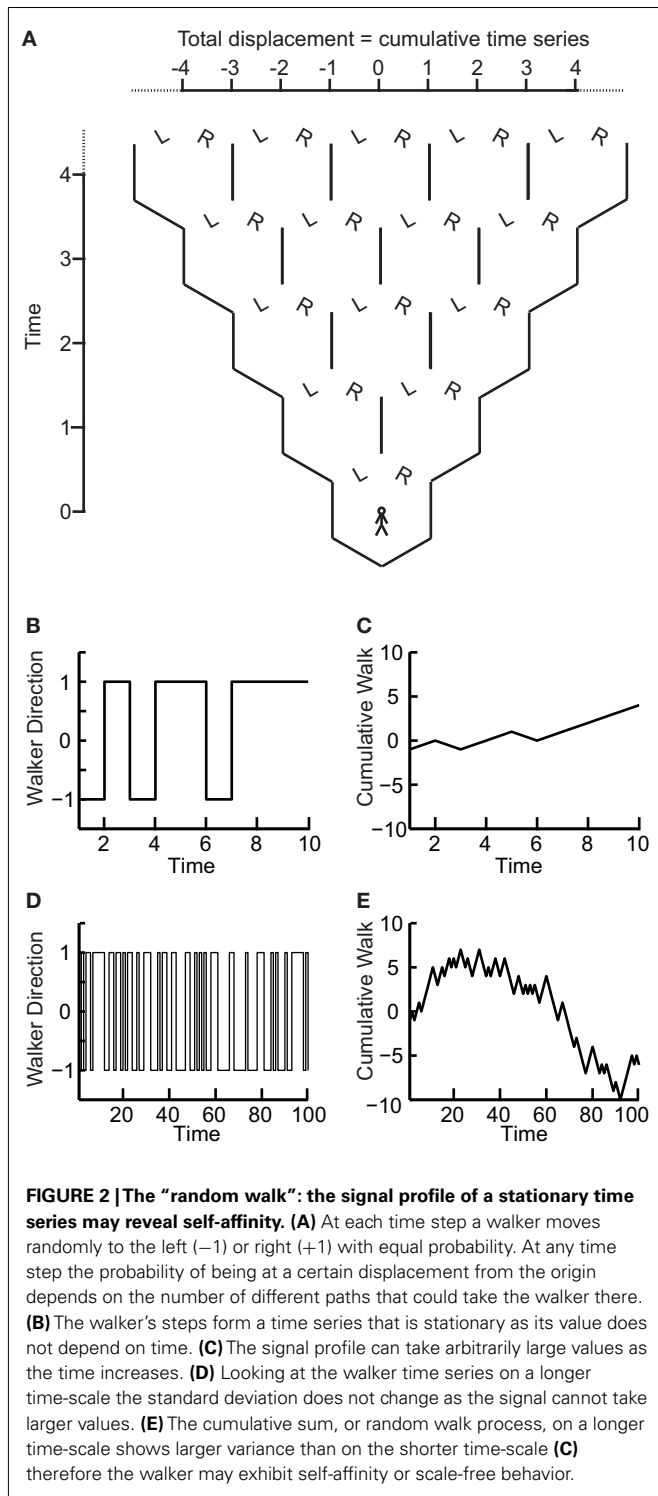 A
Total displacement = cumulative time series
-4 -3 -2 -1 0 1 2 3 4
L R L R L R L R L R
4
L R L R L R L R
3
L R L R L R
Time
2
L R L R
1
L R
0
B
Walker Direction
1
0
−1
2 4 6 8 10
Time
C
Cumulative Walk
10
5
0
−5
−10
2 4 6 8 10
Time
D
Walker Direction
1
0
−1
20 40 60 80 100
Time
E
Cumulative Walk
10
5
0
−5
−10
20 40 60 80 100
Time
FIGURE 2 | The “random walk”: the signal profile of a stationary time
series may reveal self-affinity. (A) At each time step a walker moves
randomly to the left (−1) or right (+1) with equal probability. At any time
step the probability of being at a certain displacement from the origin
depends on the number of different paths that could take the walker there.
(B) The walker’s steps form a time series that is stationary as its value does
not depend on time. (C) The signal profile can take arbitrarily large values as
the time increases. (D) Looking at the walker time series on a longer
time-scale the standard deviation does not change as the signal cannot take
larger values. (E) The cumulative sum, or random walk process, on a longer
time-scale shows larger variance than on the shorter time-scale (C)
therefore the walker may exhibit self-affinity or scale-free behavior.